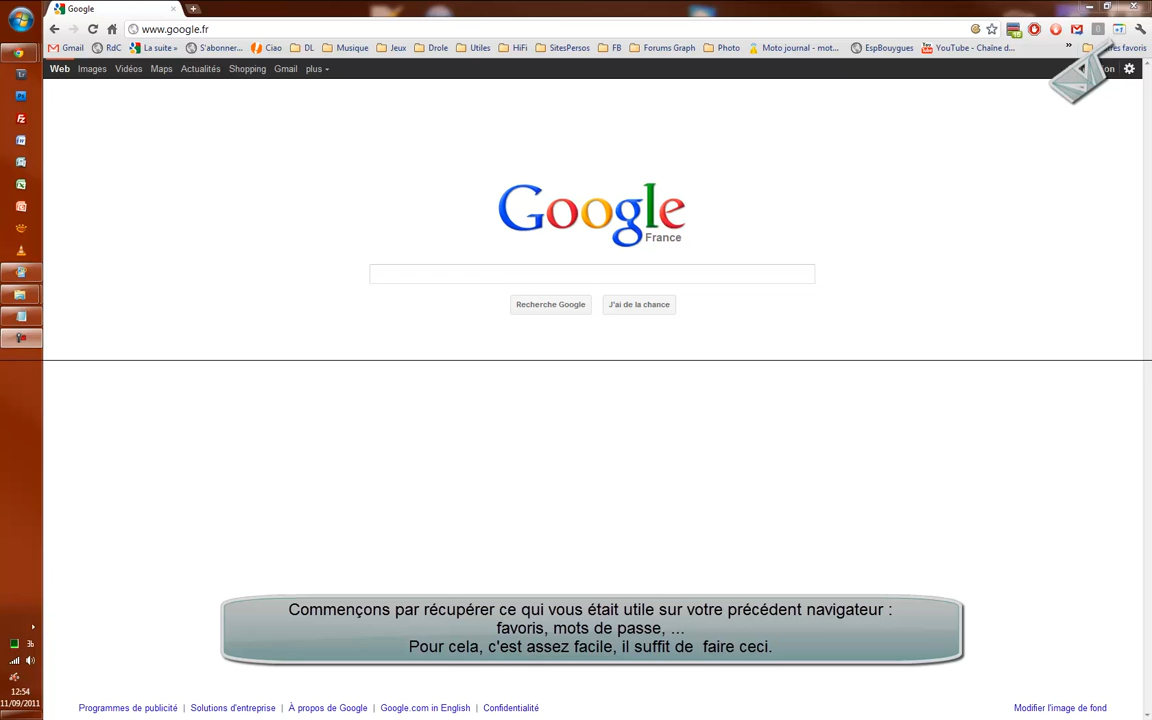 Google
www.google.fr
Gmail RdC La suite » S'abonner... Ciao DL Musique Jeux Drole Utiles HiFi SitesPersos FB Forums Graph Photo Moto journal - mot... EspBouygues YouTube - Chaîne d... » favoris
Web Images Vidéos Maps Actualités Shopping Gmail plus
Google
France
Recherche Google J'ai de la chance
Commençons par récupérer ce qui vous était utile sur votre précédent navigateur :
favoris, mots de passe, ...
Pour cela, c'est assez facile, il suffit de faire ceci.
12:54
11/09/2011
Programmes de publicité | Solutions d'entreprise | À propos de Google | Google.com in English | Confidentialité
Modifier l'image de fond